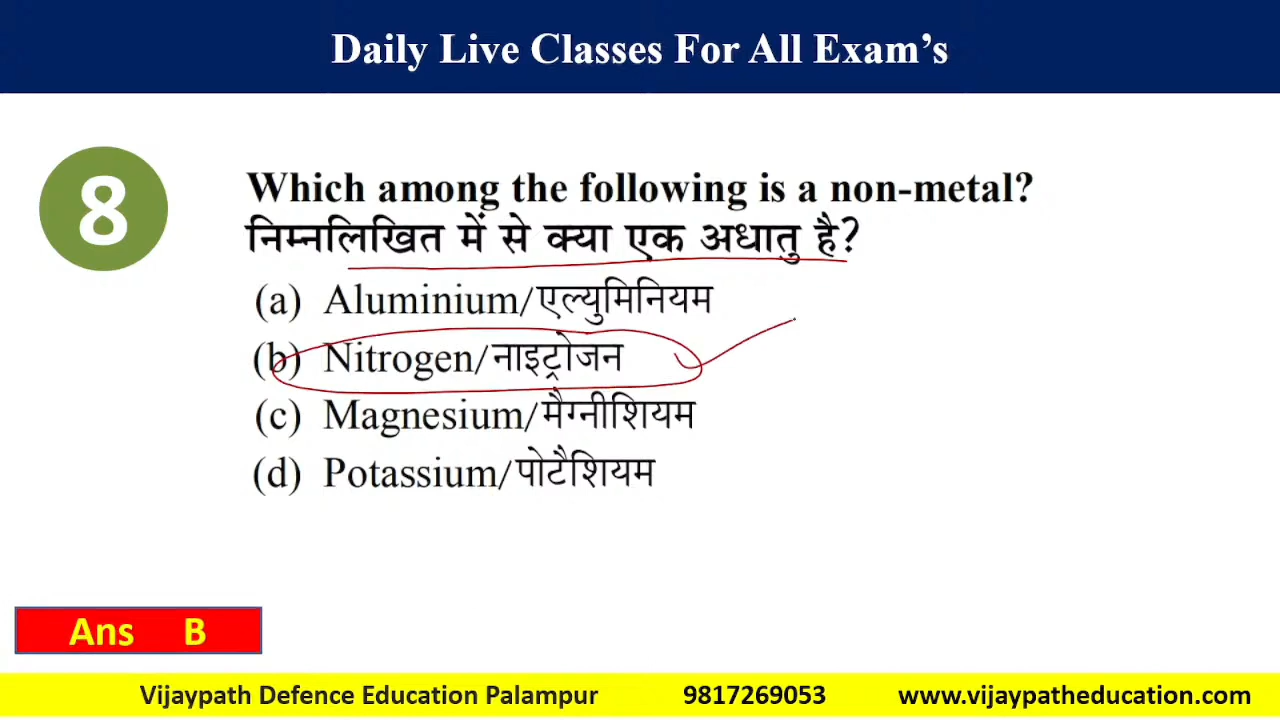 Daily Live Classes For All Exam’s
8
Which among the following is a non-metal?
निम्नलिखित में से क्या एक अधातु है?
(a) Aluminium/एल्युमिनियम
(b) Nitrogen/नाइट्रोजन
(c) Magnesium/मैग्नीशियम
(d) Potassium/पोटैशियम
Ans B
Vijaypath Defence Education Palampur 9817269053 www.vijaypatheducation.com